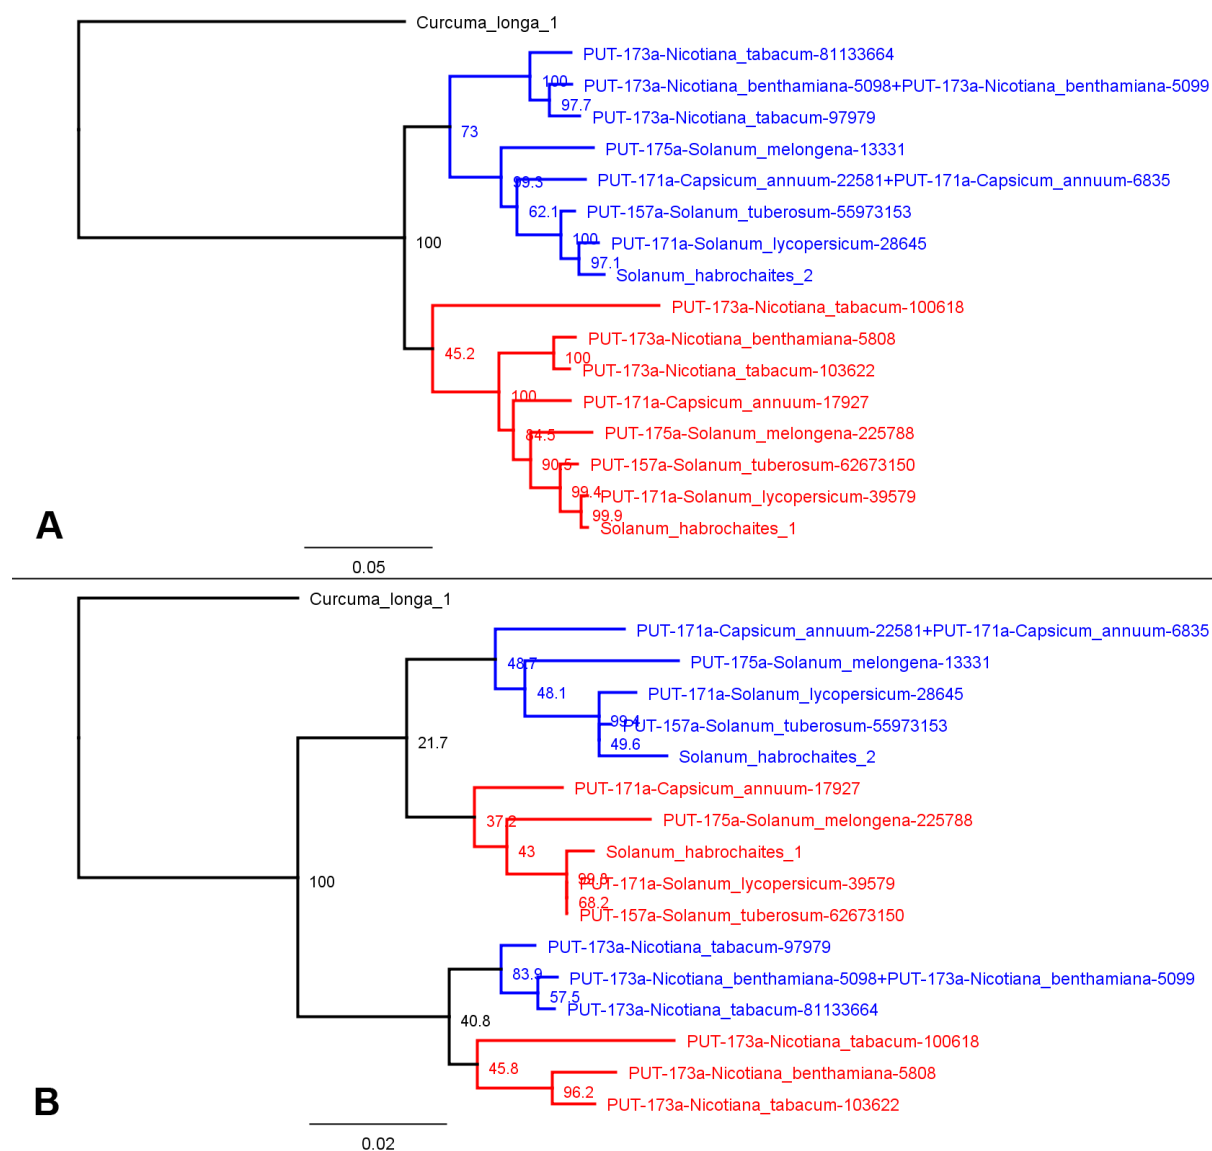 Curcuma_longa_1
PUT-173a-Nicotiana_tabacum-81133664
100
PUT-173a-Nicotiana_benthamiana-5098+PUT-173a-Nicotiana_benthamiana-5099
97.7
PUT-173a-Nicotiana_tabacum-97979
73
PUT-175a-Solanum_melongena-13331
99.3
PUT-171a-Capsicum_annuum-22581+PUT-171a-Capsicum_annuum-6835
62.1
PUT-157a-Solanum_tuberosum-55973153
100
PUT-171a-Solanum_lycopersicum-28645
97.1
Solanum_habrochaites_2
100
PUT-173a-Nicotiana_tabacum-100618
45.2
PUT-173a-Nicotiana_benthamiana-5808
100
PUT-173a-Nicotiana_tabacum-103622
100
PUT-171a-Capsicum_annuum-17927
84.5
PUT-175a-Solanum_melongena-225788
90.5
PUT-157a-Solanum_tuberosum-62673150
99.4
PUT-171a-Solanum_lycopersicum-39579
99.9
Solanum_habrochaites_1
A
0.05
Curcuma_longa_1
PUT-171a-Capsicum_annuum-22581+PUT-171a-Capsicum_annuum-6835
48.7
PUT-175a-Solanum_melongena-13331
48.1
PUT-171a-Solanum_lycopersicum-28645
99.4
PUT-157a-Solanum_tuberosum-55973153
49.6
Solanum_habrochaites_2
21.7
PUT-171a-Capsicum_annuum-17927
37.2
PUT-175a-Solanum_melongena-225788
43
Solanum_habrochaites_1
PUT-171a-Solanum_lycopersicum-39579
68.2
PUT-157a-Solanum_tuberosum-62673150
100
PUT-173a-Nicotiana_tabacum-97979
83.9
PUT-173a-Nicotiana_benthamiana-5098+PUT-173a-Nicotiana_benthamiana-5099
57.5
PUT-173a-Nicotiana_tabacum-81133664
40.8
PUT-173a-Nicotiana_tabacum-100618
45.8
PUT-173a-Nicotiana_benthamiana-5808
96.2
PUT-173a-Nicotiana_tabacum-103622
B
0.02